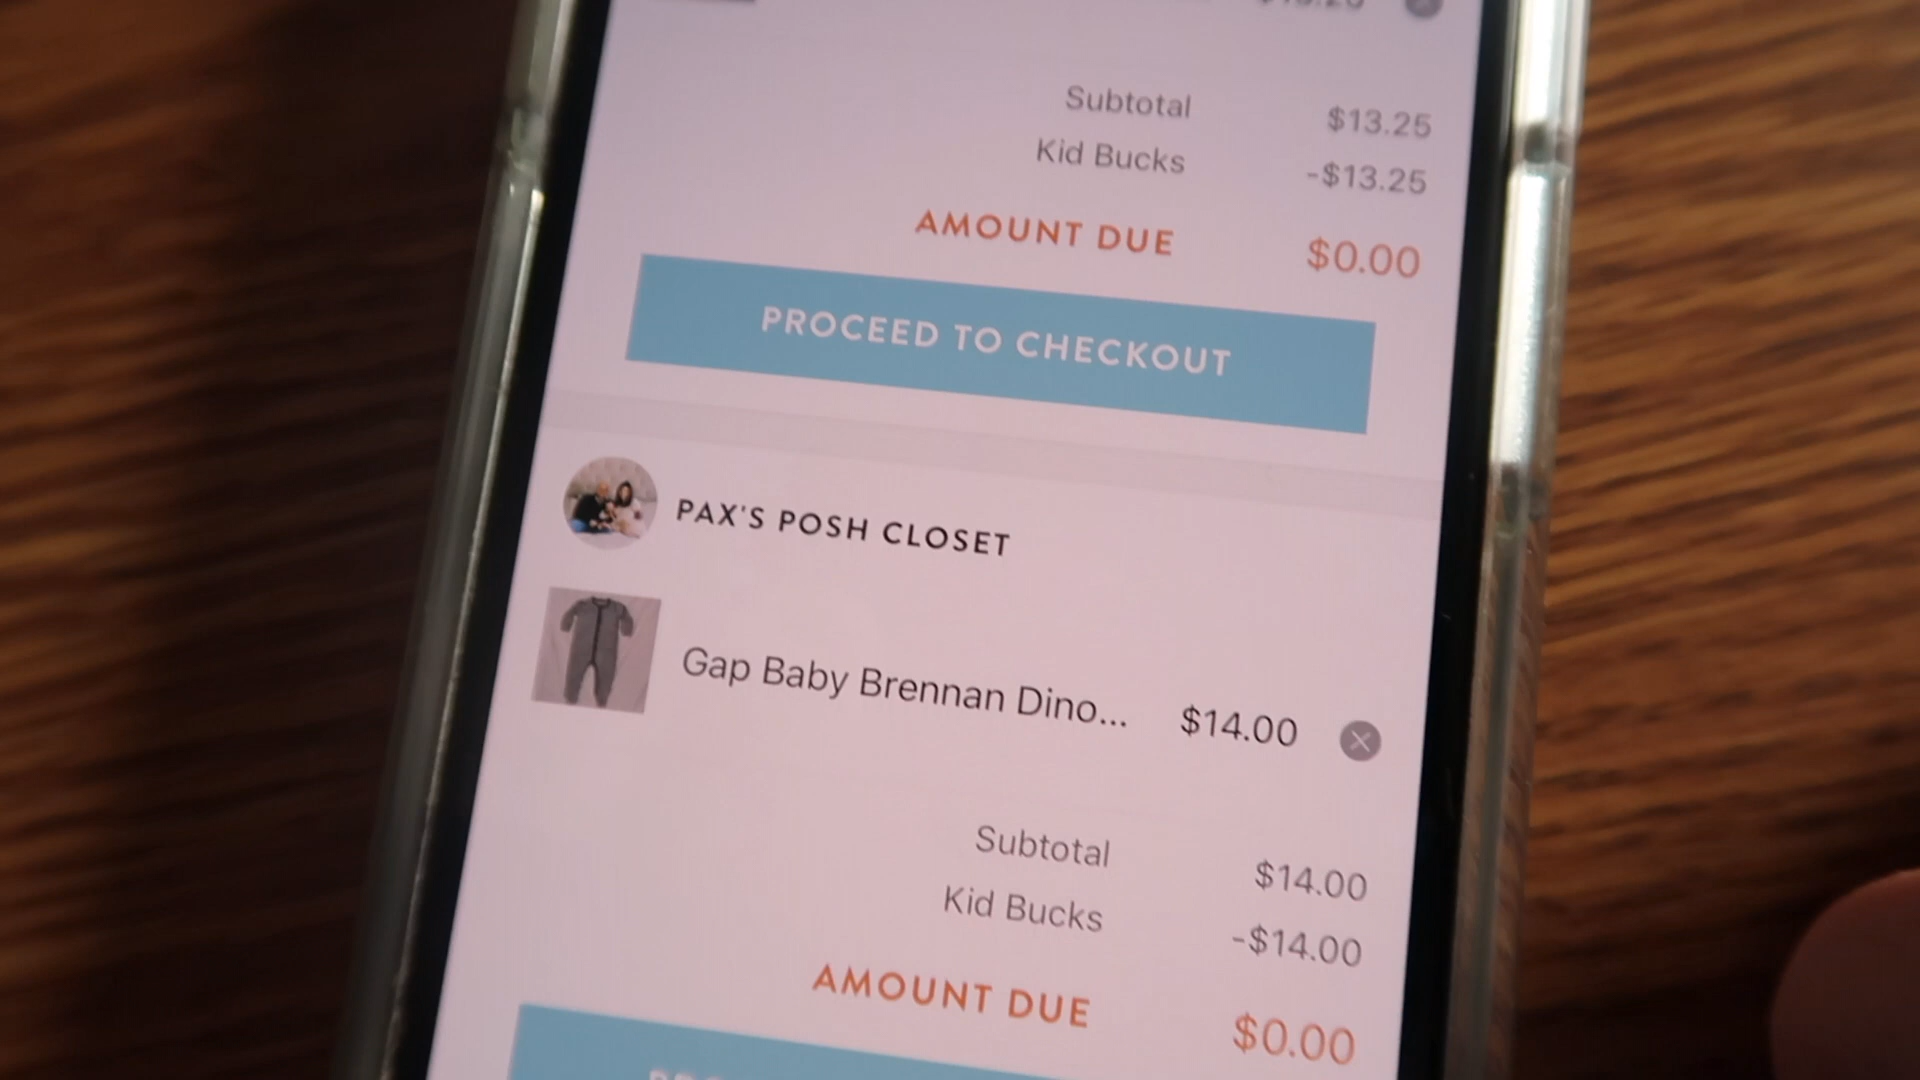 Subtotal $13.25
Kid Bucks -$13.25
AMOUNT DUE $0.00
PROCEED TO CHECKOUT
PAX'S POSH CLOSET
Gap Baby Brennan Dino... $14.00
Subtotal $14.00
Kid Bucks -$14.00
AMOUNT DUE $0.00